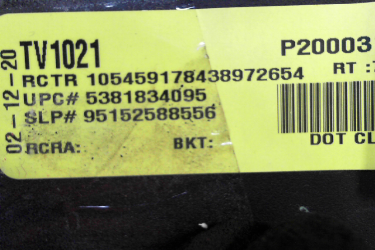 02-12-20
TV1021
P20003
RCTR 105459178438972654
RT :
UPC# 5381834095
SLP# 95152588556
RCRA:
BKT:
DOT CL